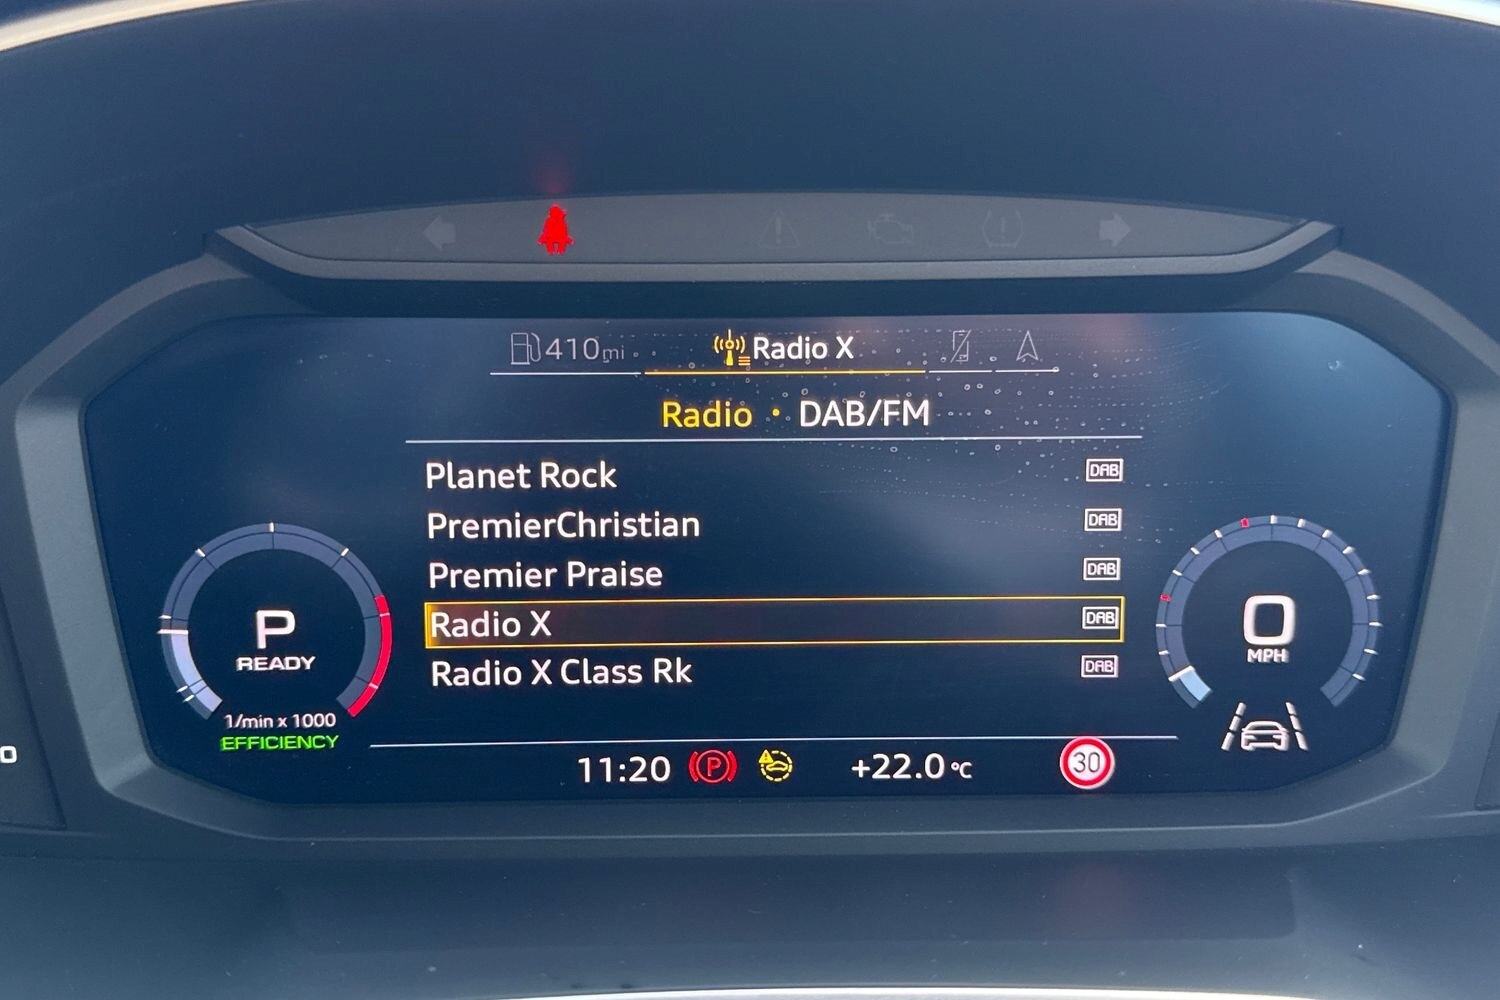 410mi
Radio X
Radio • DAB/FM
Planet Rock DAB
PremierChristian DAB
Premier Praise DAB
Radio X DAB
Radio X Class Rk DAB
P
READY
1/min x 1000
EFFICIENCY
0
MPH
11:20 P +22.0 °C 30